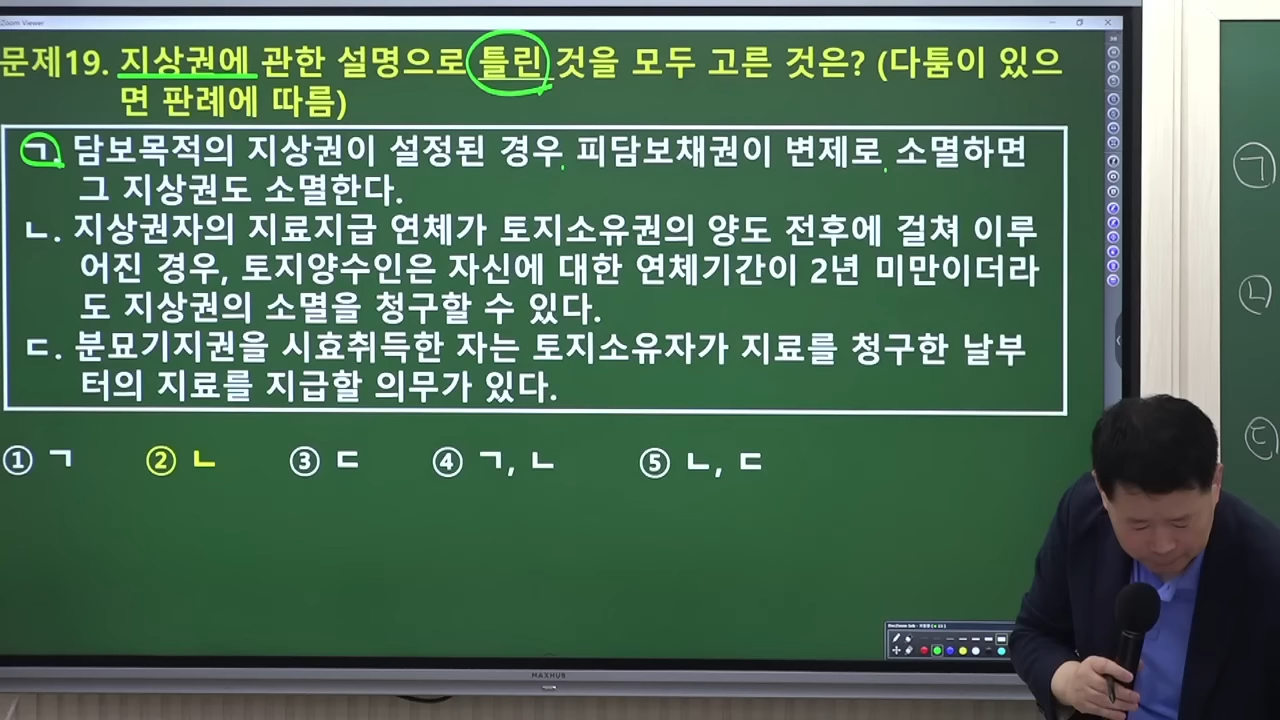 Zoom Viewer
문제19. 지상권에 관한 설명으로 틀린 것을 모두 고른 것은? (다툼이 있으
면 판례에 따름)
ㄱ. 담보목적의 지상권이 설정된 경우 피담보채권이 변제로 소멸하면
그 지상권도 소멸한다.
ㄴ. 지상권자의 지료지급 연체가 토지소유권의 양도 전후에 걸쳐 이루
어진 경우, 토지양수인은 자신에 대한 연체기간이 2년 미만이더라
도 지상권의 소멸을 청구할 수 있다.
ㄷ. 분묘기지권을 시효취득한 자는 토지소유자가 지료를 청구한 날부
터의 지료를 지급할 의무가 있다.
① ㄱ ② ㄴ ③ ㄷ ④ ㄱ, ㄴ ⑤ ㄴ, ㄷ
MAXHUB
ㄱ
ㄴ
ㄷ